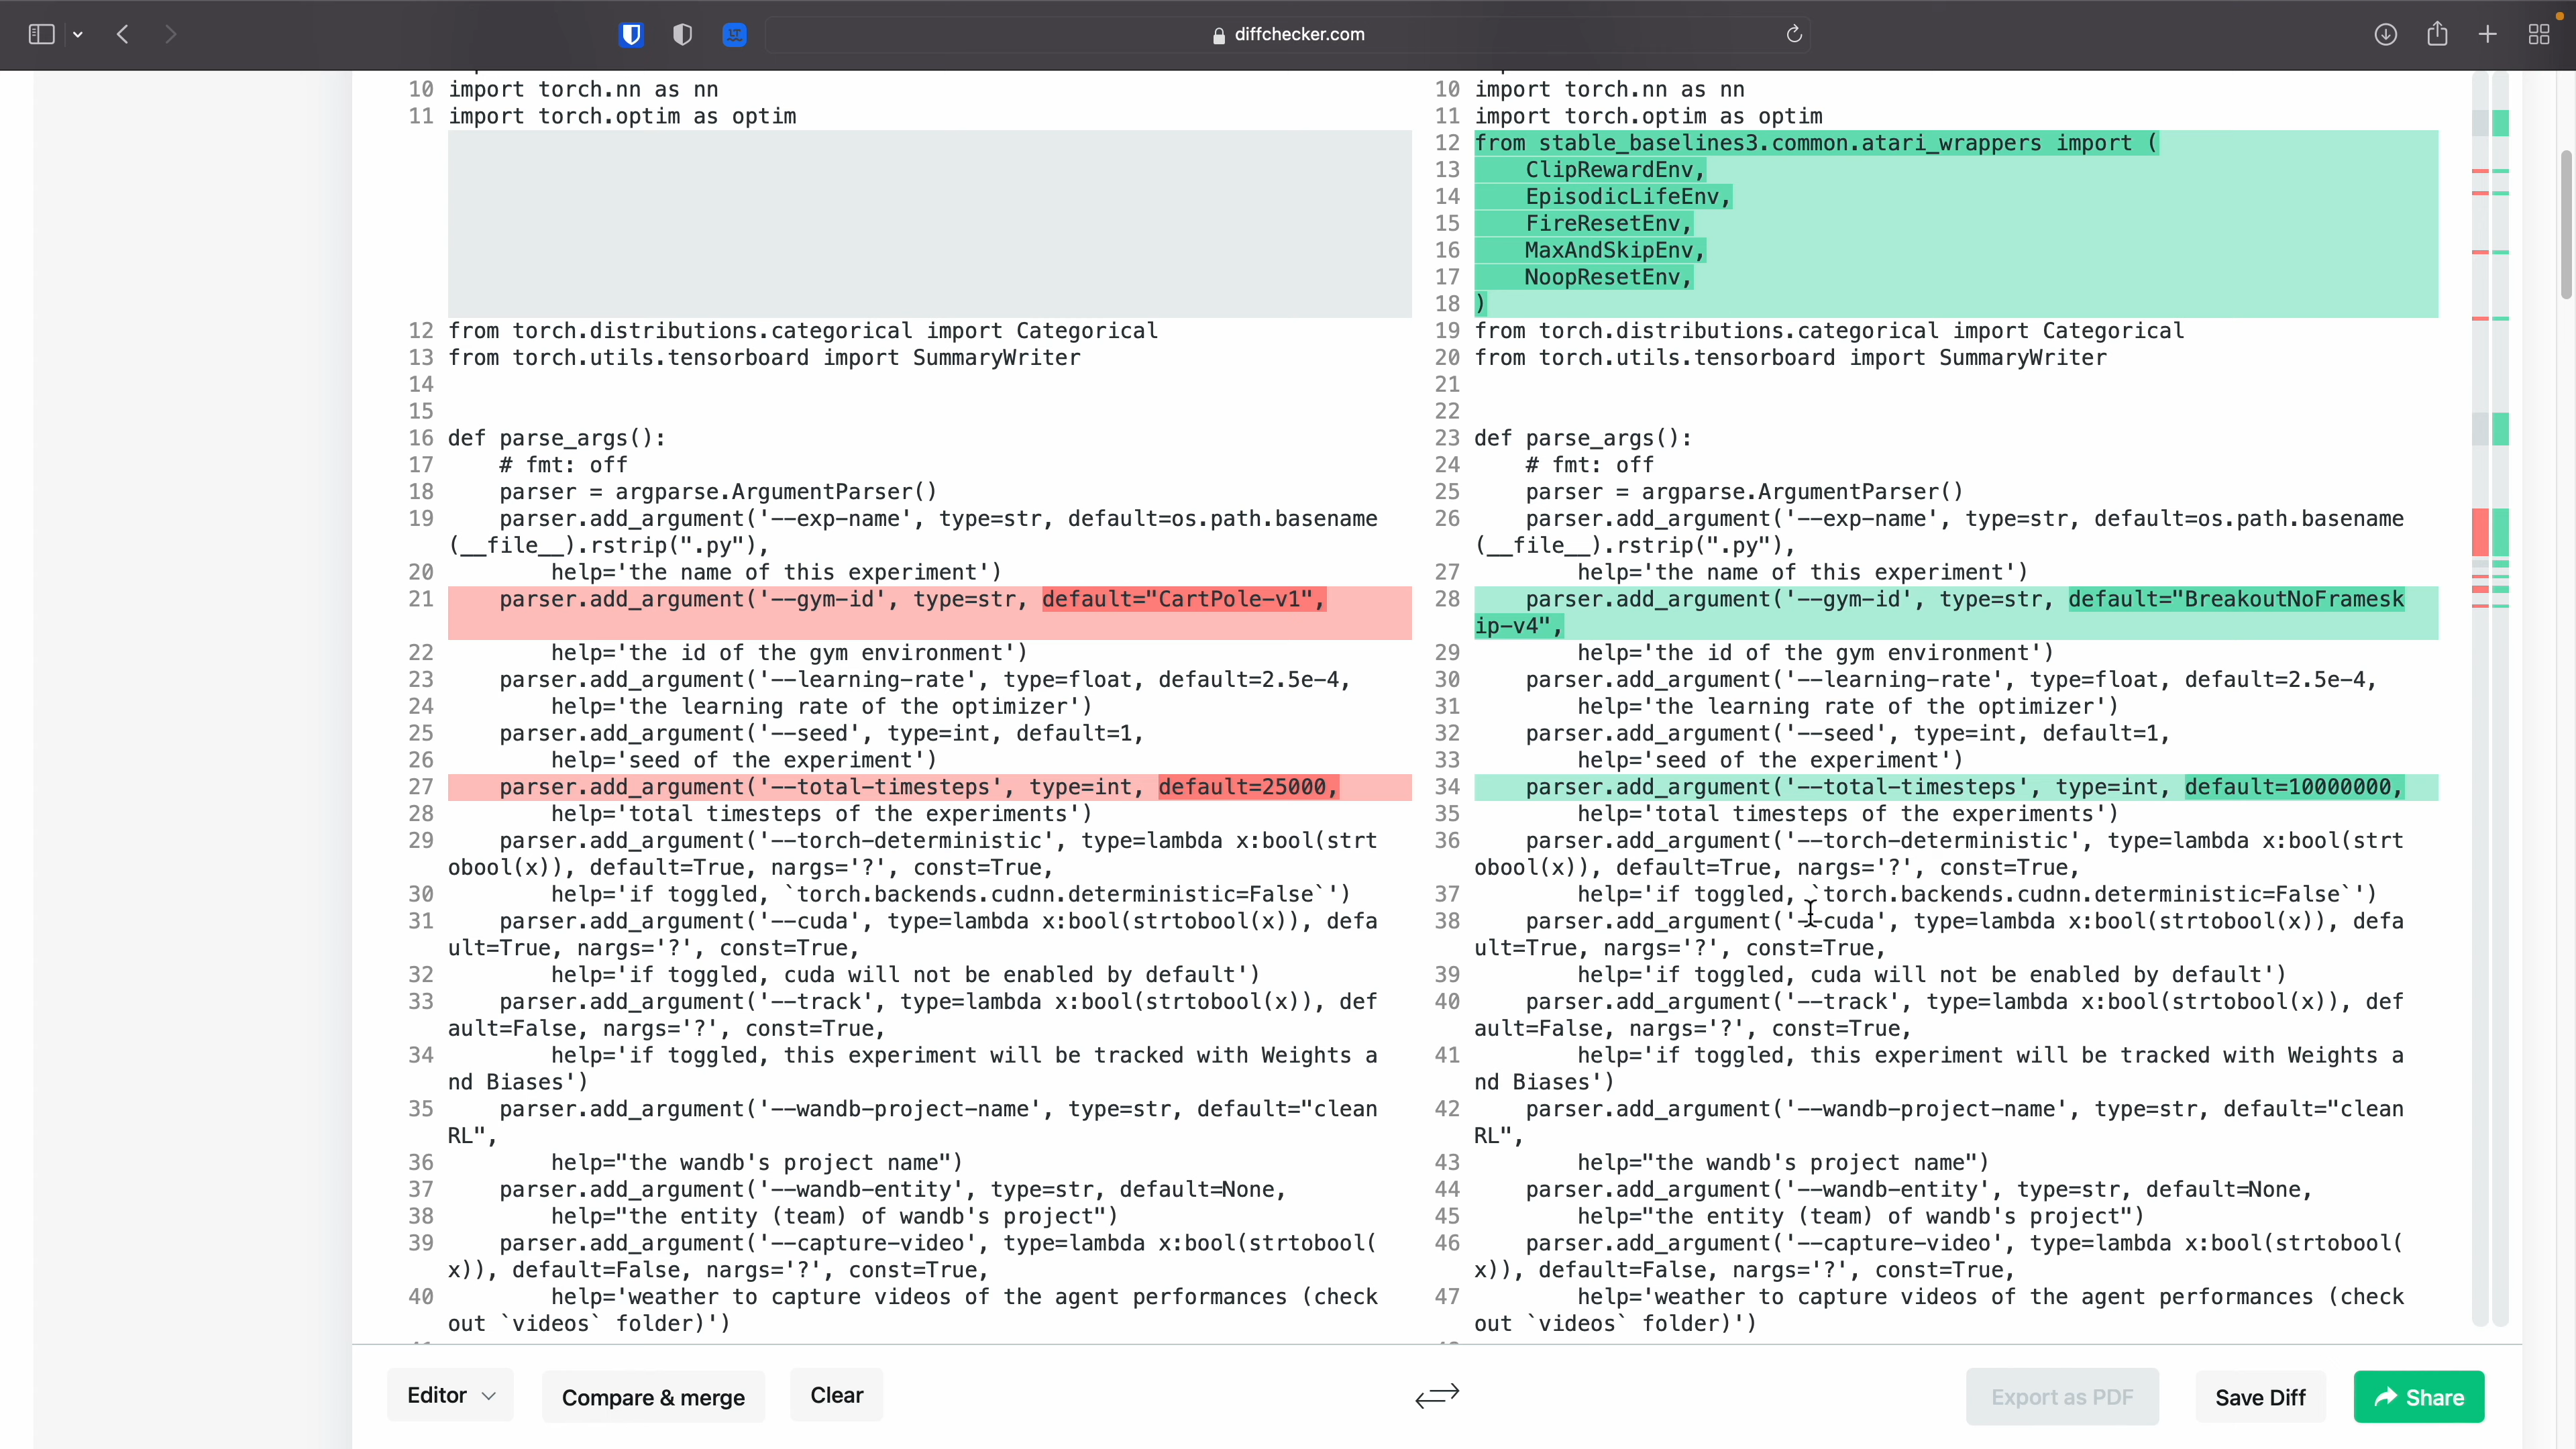 diffchecker.com
10 import torch.nn as nn
11 import torch.optim as optim
12 from torch.distributions.categorical import Categorical
13 from torch.utils.tensorboard import SummaryWriter
14
15
16 def parse_args():
17     # fmt: off
18     parser = argparse.ArgumentParser()
19     parser.add_argument('--exp-name', type=str, default=os.path.basename
(__file__).rstrip(".py"),
20         help='the name of this experiment')
21     parser.add_argument('--gym-id', type=str, default="CartPole-v1",
22         help='the id of the gym environment')
23     parser.add_argument('--learning-rate', type=float, default=2.5e-4,
24         help='the learning rate of the optimizer')
25     parser.add_argument('--seed', type=int, default=1,
26         help='seed of the experiment')
27     parser.add_argument('--total-timesteps', type=int, default=25000,
28         help='total timesteps of the experiments')
29     parser.add_argument('--torch-deterministic', type=lambda x:bool(strt
obool(x)), default=True, nargs='?', const=True,
30         help='if toggled, `torch.backends.cudnn.deterministic=False`')
31     parser.add_argument('--cuda', type=lambda x:bool(strtobool(x)), defa
ult=True, nargs='?', const=True,
32         help='if toggled, cuda will not be enabled by default')
33     parser.add_argument('--track', type=lambda x:bool(strtobool(x)), def
ault=False, nargs='?', const=True,
34         help='if toggled, this experiment will be tracked with Weights a
nd Biases')
35     parser.add_argument('--wandb-project-name', type=str, default="clean
RL",
36         help="the wandb's project name")
37     parser.add_argument('--wandb-entity', type=str, default=None,
38         help="the entity (team) of wandb's project")
39     parser.add_argument('--capture-video', type=lambda x:bool(strtobool(
x)), default=False, nargs='?', const=True,
40         help='weather to capture videos of the agent performances (check
out `videos` folder)')
10 import torch.nn as nn
11 import torch.optim as optim
12 from stable_baselines3.common.atari_wrappers import (
13     ClipRewardEnv,
14     EpisodicLifeEnv,
15     FireResetEnv,
16     MaxAndSkipEnv,
17     NoopResetEnv,
18 )
19 from torch.distributions.categorical import Categorical
20 from torch.utils.tensorboard import SummaryWriter
21
22
23 def parse_args():
24     # fmt: off
25     parser = argparse.ArgumentParser()
26     parser.add_argument('--exp-name', type=str, default=os.path.basename
(__file__).rstrip(".py"),
27         help='the name of this experiment')
28     parser.add_argument('--gym-id', type=str, default="BreakoutNoFramesk
ip-v4",
29         help='the id of the gym environment')
30     parser.add_argument('--learning-rate', type=float, default=2.5e-4,
31         help='the learning rate of the optimizer')
32     parser.add_argument('--seed', type=int, default=1,
33         help='seed of the experiment')
34     parser.add_argument('--total-timesteps', type=int, default=10000000,
35         help='total timesteps of the experiments')
36     parser.add_argument('--torch-deterministic', type=lambda x:bool(strt
obool(x)), default=True, nargs='?', const=True,
37         help='if toggled, `torch.backends.cudnn.deterministic=False`')
38     parser.add_argument('--cuda', type=lambda x:bool(strtobool(x)), defa
ult=True, nargs='?', const=True,
39         help='if toggled, cuda will not be enabled by default')
40     parser.add_argument('--track', type=lambda x:bool(strtobool(x)), def
ault=False, nargs='?', const=True,
41         help='if toggled, this experiment will be tracked with Weights a
nd Biases')
42     parser.add_argument('--wandb-project-name', type=str, default="clean
RL",
43         help="the wandb's project name")
44     parser.add_argument('--wandb-entity', type=str, default=None,
45         help="the entity (team) of wandb's project")
46     parser.add_argument('--capture-video', type=lambda x:bool(strtobool(
x)), default=False, nargs='?', const=True,
47         help='weather to capture videos of the agent performances (check
out `videos` folder)')
Editor
Compare & merge
Clear
Export as PDF
Save Diff
Share